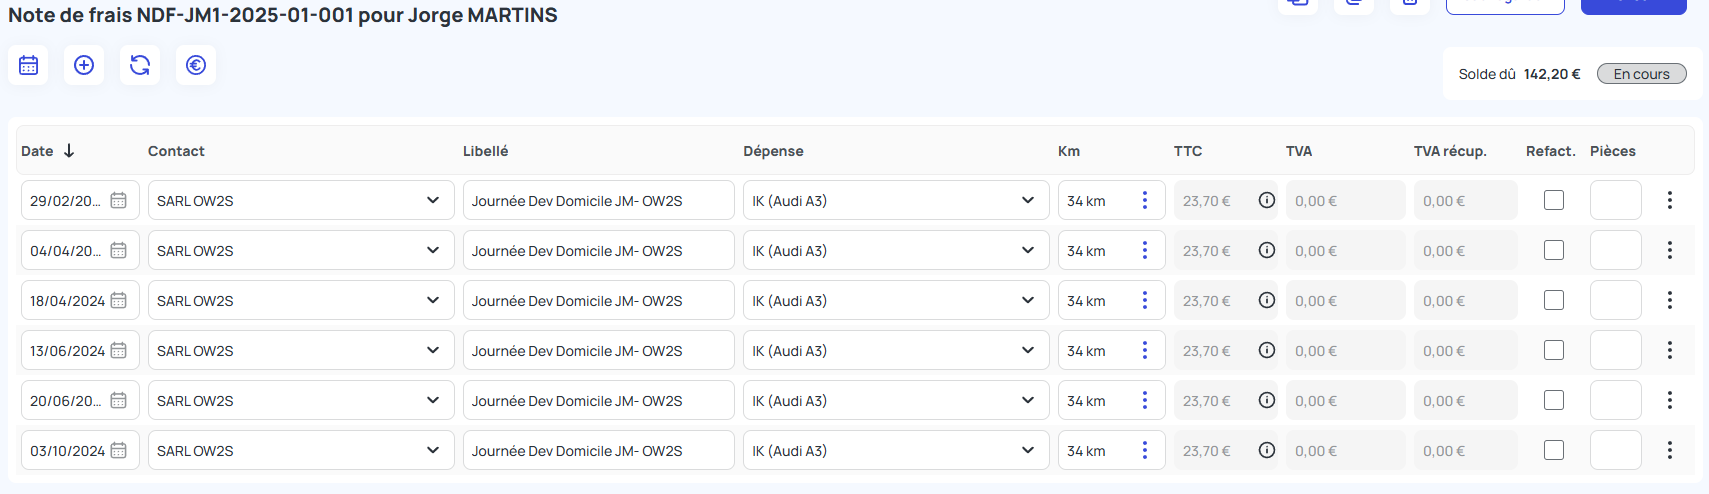 Note de frais NDF-JM1-2025-01-001 pour Jorge MARTINS
Solde dû 142,20 € En cours
Date Contact Libellé Dépense Km TTC TVA TVA récup. Refact. Pièces
29/02/20... SARL OW2S Journée Dev Domicile JM- OW2S IK (Audi A3) 34 km 23,70 € 0,00 € 0,00 €
04/04/20... SARL OW2S Journée Dev Domicile JM- OW2S IK (Audi A3) 34 km 23,70 € 0,00 € 0,00 €
18/04/2024 SARL OW2S Journée Dev Domicile JM- OW2S IK (Audi A3) 34 km 23,70 € 0,00 € 0,00 €
13/06/2024 SARL OW2S Journée Dev Domicile JM- OW2S IK (Audi A3) 34 km 23,70 € 0,00 € 0,00 €
20/06/20... SARL OW2S Journée Dev Domicile JM- OW2S IK (Audi A3) 34 km 23,70 € 0,00 € 0,00 €
03/10/2024 SARL OW2S Journée Dev Domicile JM- OW2S IK (Audi A3) 34 km 23,70 € 0,00 € 0,00 €